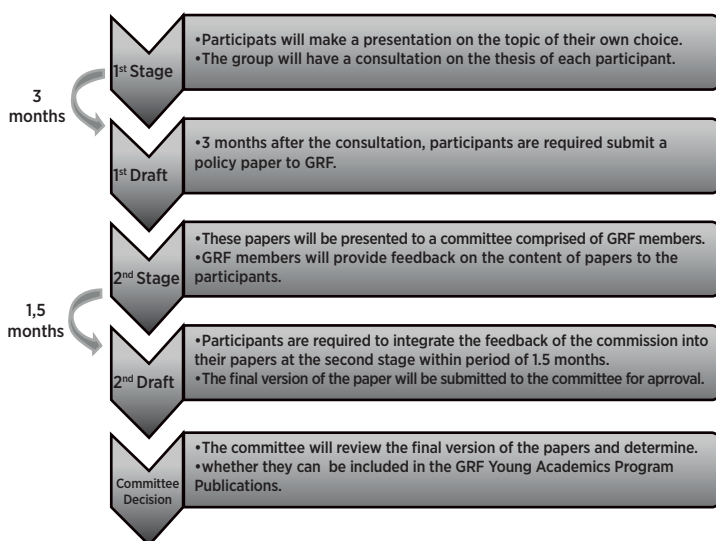 •Participats will make a presentation on the topic of their own choice.
•The group will have a consultation on the thesis of each participant.
1st Stage
3
months
•3 months after the consultation, participants are required submit a
policy paper to GRF.
1st Draft
•These papers will be presented to a committee comprised of GRF members.
•GRF members will provide feedback on the content of papers to the
participants.
2nd Stage
1,5
months
•Participants are required to integrate the feedback of the commission into
their papers at the second stage within period of 1.5 months.
•The final version of the paper will be submitted to the committee for aprroval.
2nd Draft
•The committee will review the final version of the papers and determine.
•whether they can be included in the GRF Young Academics Program
Publications.
Committee
Decision